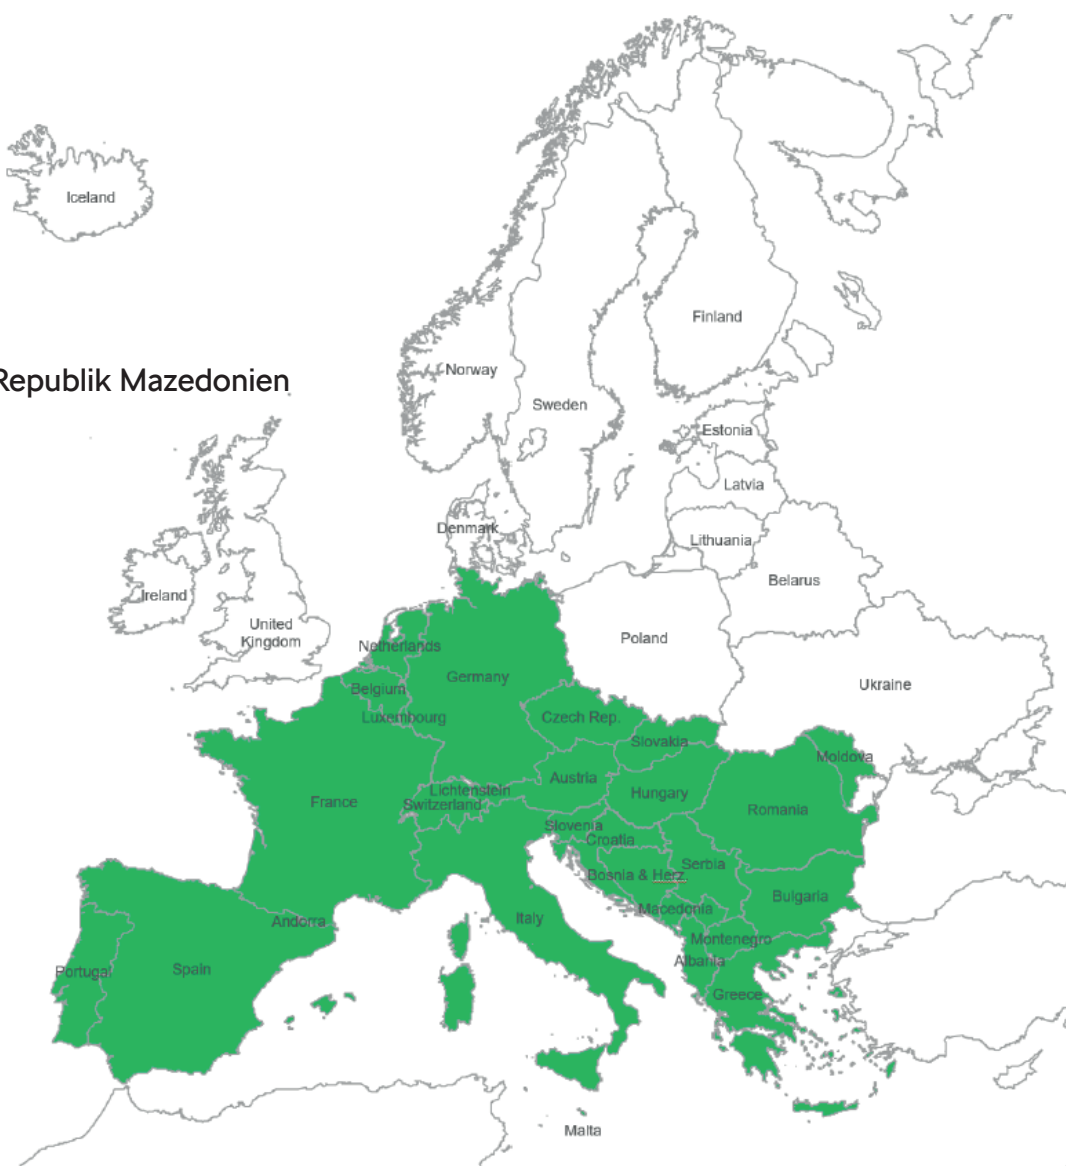 Iceland
Finland
Norway
Republik Mazedonien
Sweden
Estonia
Latvia
Denmark
Lithuania
Belarus
Ireland
United
Kingdom
Poland
Netherlands
Germany
Ukraine
Belgium
Luxembourg
Czech Rep.
Slovakia
Moldova
Austria
Lichtenstein
Hungary
France
Switzerland
Romania
Slovenia
Croatia
Serbia
Bosnia & Herz.
Bulgaria
Macedonia
Andorra
Italy
Montenegro
Albania
Portugal
Spain
Greece
Malta